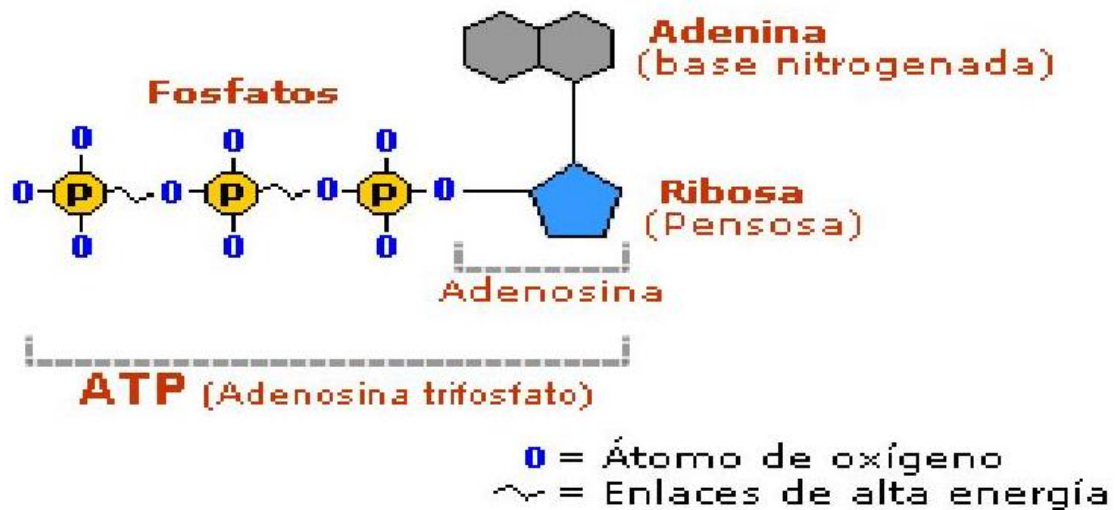 Adenina
(base nitrogenada)
Fosfatos
0
0
0
0
P
0
P
0
P
0
Ribosa
(Pensosa)
0
0
0
Adenosina
ATP (Adenosina trifosfato)
0 = Átomo de oxígeno
= Enlaces de alta energía